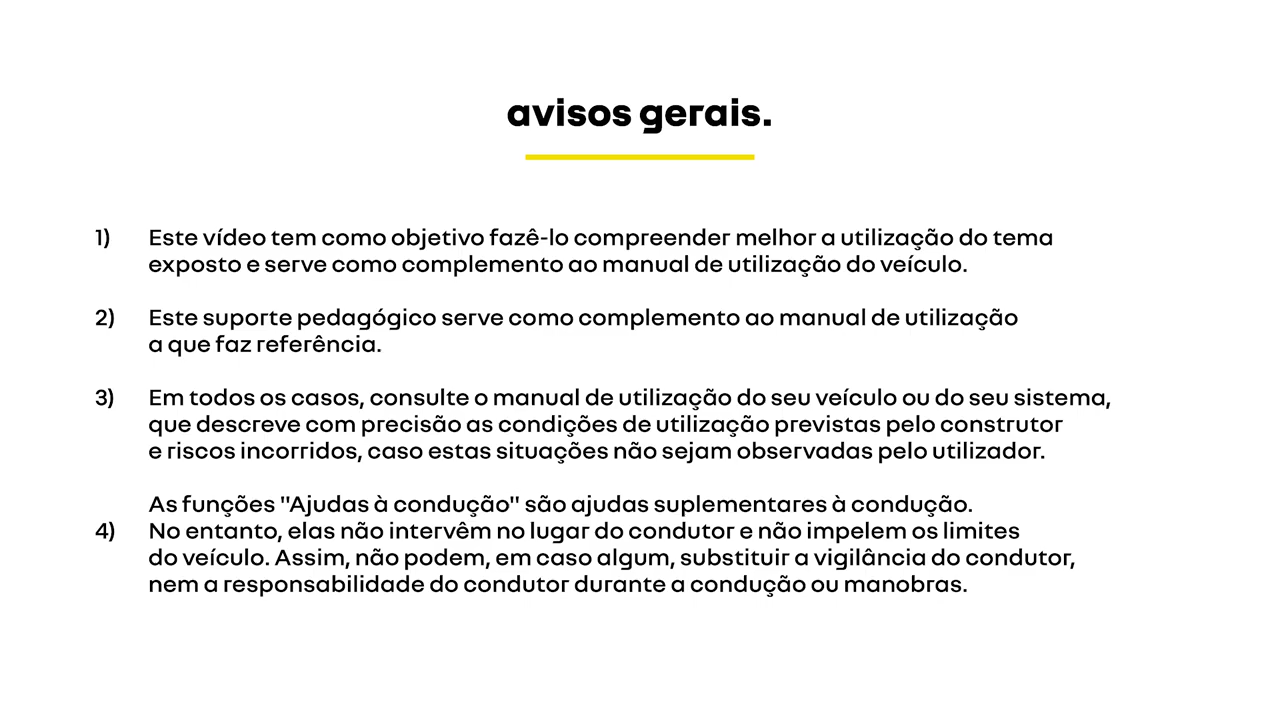 avisos gerais.
1) Este vídeo tem como objetivo fazê-lo compreender melhor a utilização do tema
exposto e serve como complemento ao manual de utilização do veículo.
2) Este suporte pedagógico serve como complemento ao manual de utilização
a que faz referência.
3) Em todos os casos, consulte o manual de utilização do seu veículo ou do seu sistema,
que descreve com precisão as condições de utilização previstas pelo construtor
e riscos incorridos, caso estas situações não sejam observadas pelo utilizador.
As funções "Ajudas à condução" são ajudas suplementares à condução.
4) No entanto, elas não intervêm no lugar do condutor e não impelem os limites
do veículo. Assim, não podem, em caso algum, substituir a vigilância do condutor,
nem a responsabilidade do condutor durante a condução ou manobras.